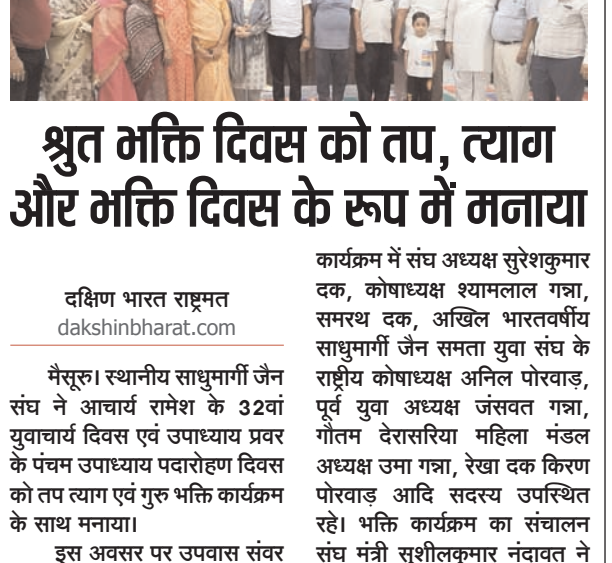 श्रुत भक्ति दिवस को तप, त्याग
और भक्ति दिवस के रूप में मनाया
दक्षिण भारत राष्ट्रमत
dakshinbharat.com
मैसूरु। स्थानीय साधुमार्गी जैन
संघ ने आचार्य रामेश के 32वां
युवाचार्य दिवस एवं उपाध्याय प्रवर
के पंचम उपाध्याय पदारोहण दिवस
को तप त्याग एवं गुरु भक्ति कार्यक्रम
के साथ मनाया।
इस अवसर पर उपवास संवर
कार्यक्रम में संघ अध्यक्ष सुरेशकुमार
दक, कोषाध्यक्ष श्यामलाल गन्ना,
समरथ दक, अखिल भारतवर्षीय
साधुमार्गी जैन समता युवा संघ के
राष्ट्रीय कोषाध्यक्ष अनिल पोरवाड़,
पूर्व युवा अध्यक्ष जंसवत गन्ना,
गौतम देरासरिया महिला मंडल
अध्यक्ष उमा गन्ना, रेखा दक किरण
पोरवाड़ आदि सदस्य उपस्थित
रहे। भक्ति कार्यक्रम का संचालन
संघ मंत्री सुशीलकुमार नंदावत ने